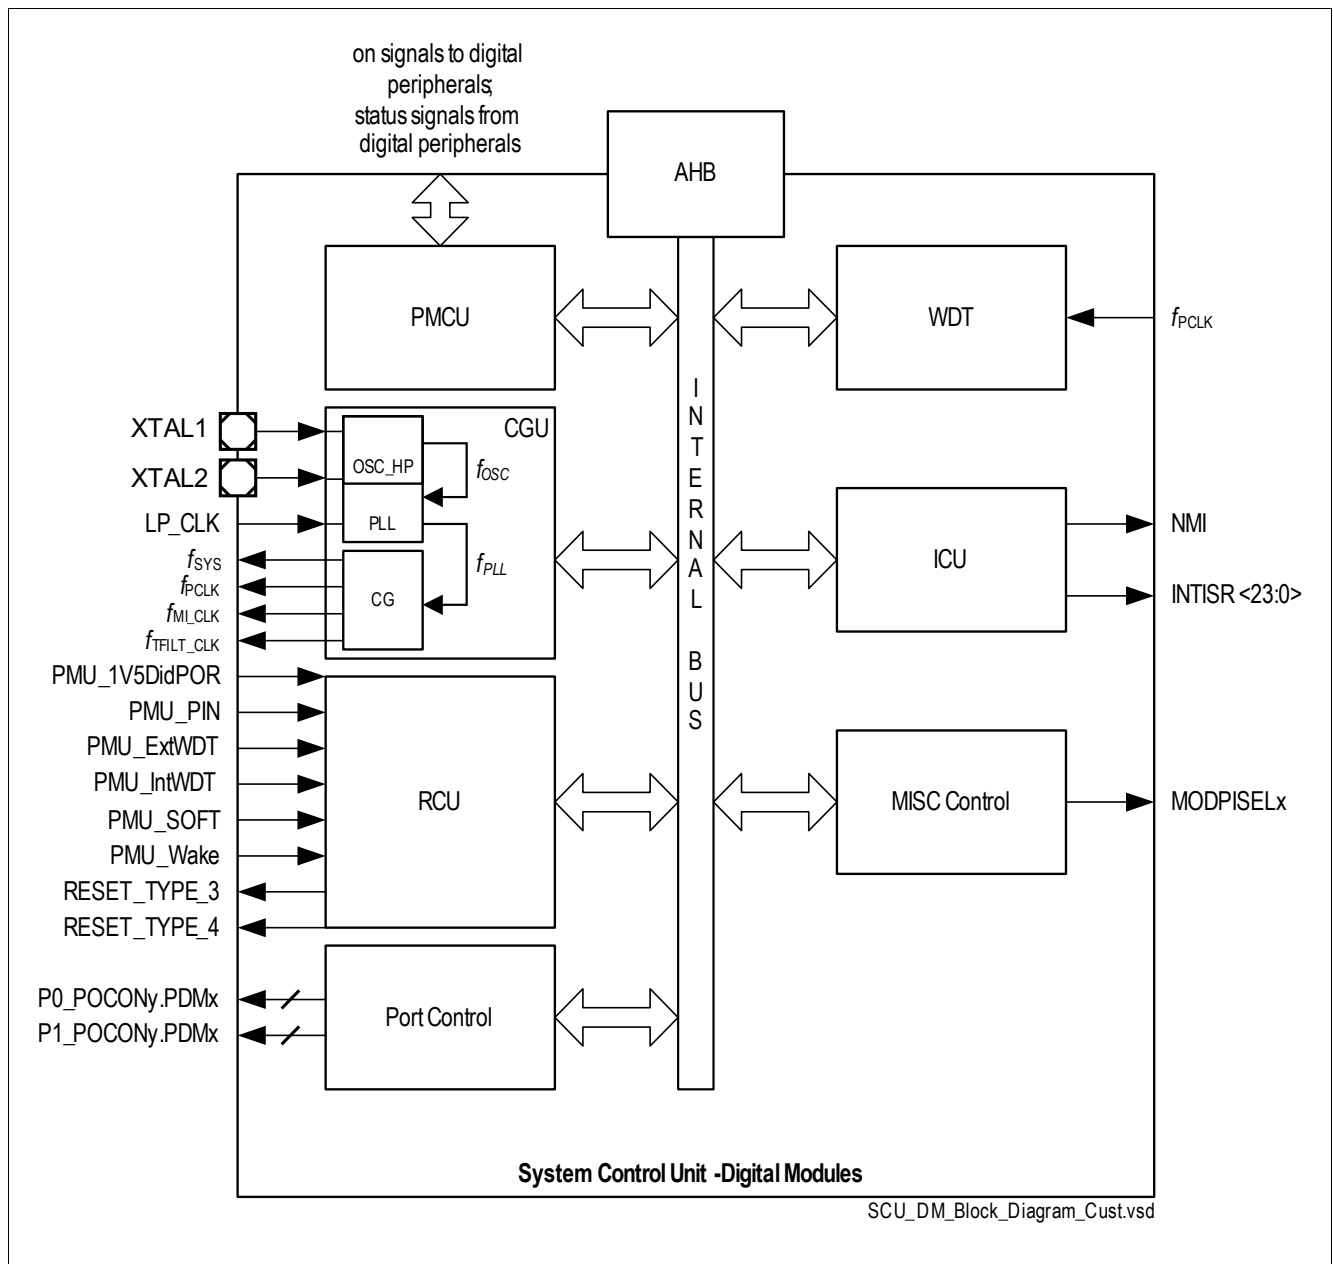 on signals to digital
peripherals;
status signals from
digital peripherals
AHB
PMCU
WDT
fPCLK
INTERNAL BUS
XTAL1
XTAL2
LP_CLK
fSYS
fPCLK
fMI_CLK
fTFILT_CLK
CGU
OSC_HP
fOSC
PLL
fPLL
CG
ICU
NMI
INTISR <23:0>
PMU_1V5DidPOR
PMU_PIN
PMU_ExtWDT
PMU_IntWDT
PMU_SOFT
PMU_Wake
RESET_TYPE_3
RESET_TYPE_4
RCU
MISC Control
MODPISELx
P0_POCONy.PDMx
P1_POCONy.PDMx
Port Control
System Control Unit -Digital Modules
SCU_DM_Block_Diagram_Cust.vsd